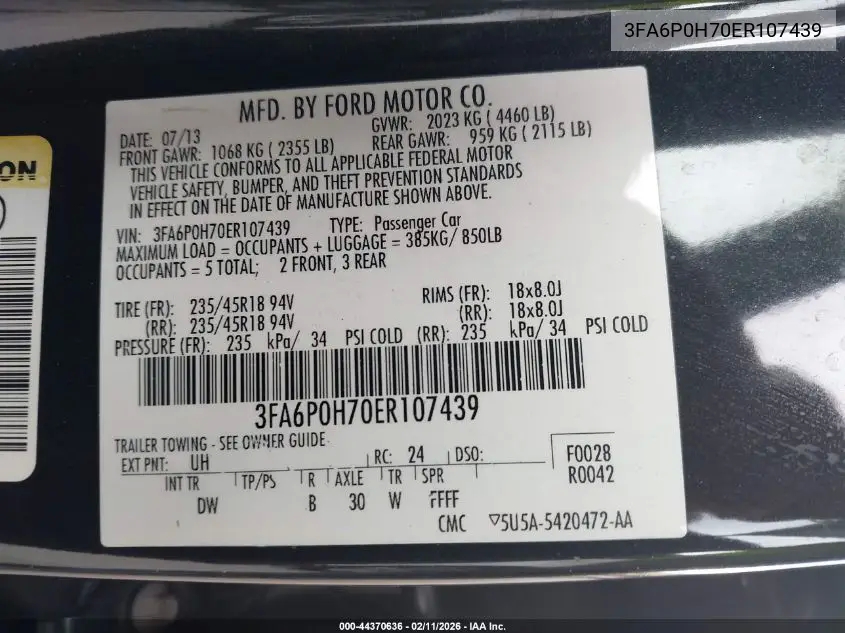 3FA6P0H70ER107439
ON
MFD. BY FORD MOTOR CO.
DATE: 07/13 GVWR: 2023 KG ( 4460 LB)
FRONT GAWR: 1068 KG ( 2355 LB) REAR GAWR: 959 KG ( 2115 LB)
THIS VEHICLE CONFORMS TO ALL APPLICABLE FEDERAL MOTOR
VEHICLE SAFETY, BUMPER, AND THEFT PREVENTION STANDARDS
IN EFFECT ON THE DATE OF MANUFACTURE SHOWN ABOVE.
VIN: 3FA6P0H70ER107439 TYPE: Passenger Car
MAXIMUM LOAD = OCCUPANTS + LUGGAGE = 385KG/ 850LB
OCCUPANTS = 5 TOTAL; 2 FRONT, 3 REAR
TIRE (FR): 235/45R18 94V RIMS (FR): 18x8.0J
(RR): 235/45R18 94V (RR): 18x8.0J
PRESSURE (FR): 235 kPa/ 34 PSI COLD (RR): 235 kPa/ 34 PSI COLD
3FA6P0H70ER107439
TRAILER TOWING - SEE OWNER GUIDE
EXT PNT: UH RC: 24 DSO: F0028
R0042
INT TR TP/PS R AXLE TR SPR
DW B 30 W FFFF
CMC ▽5U5A-5420472-AA
000-44370636 - 02/11/2026 - IAA Inc.